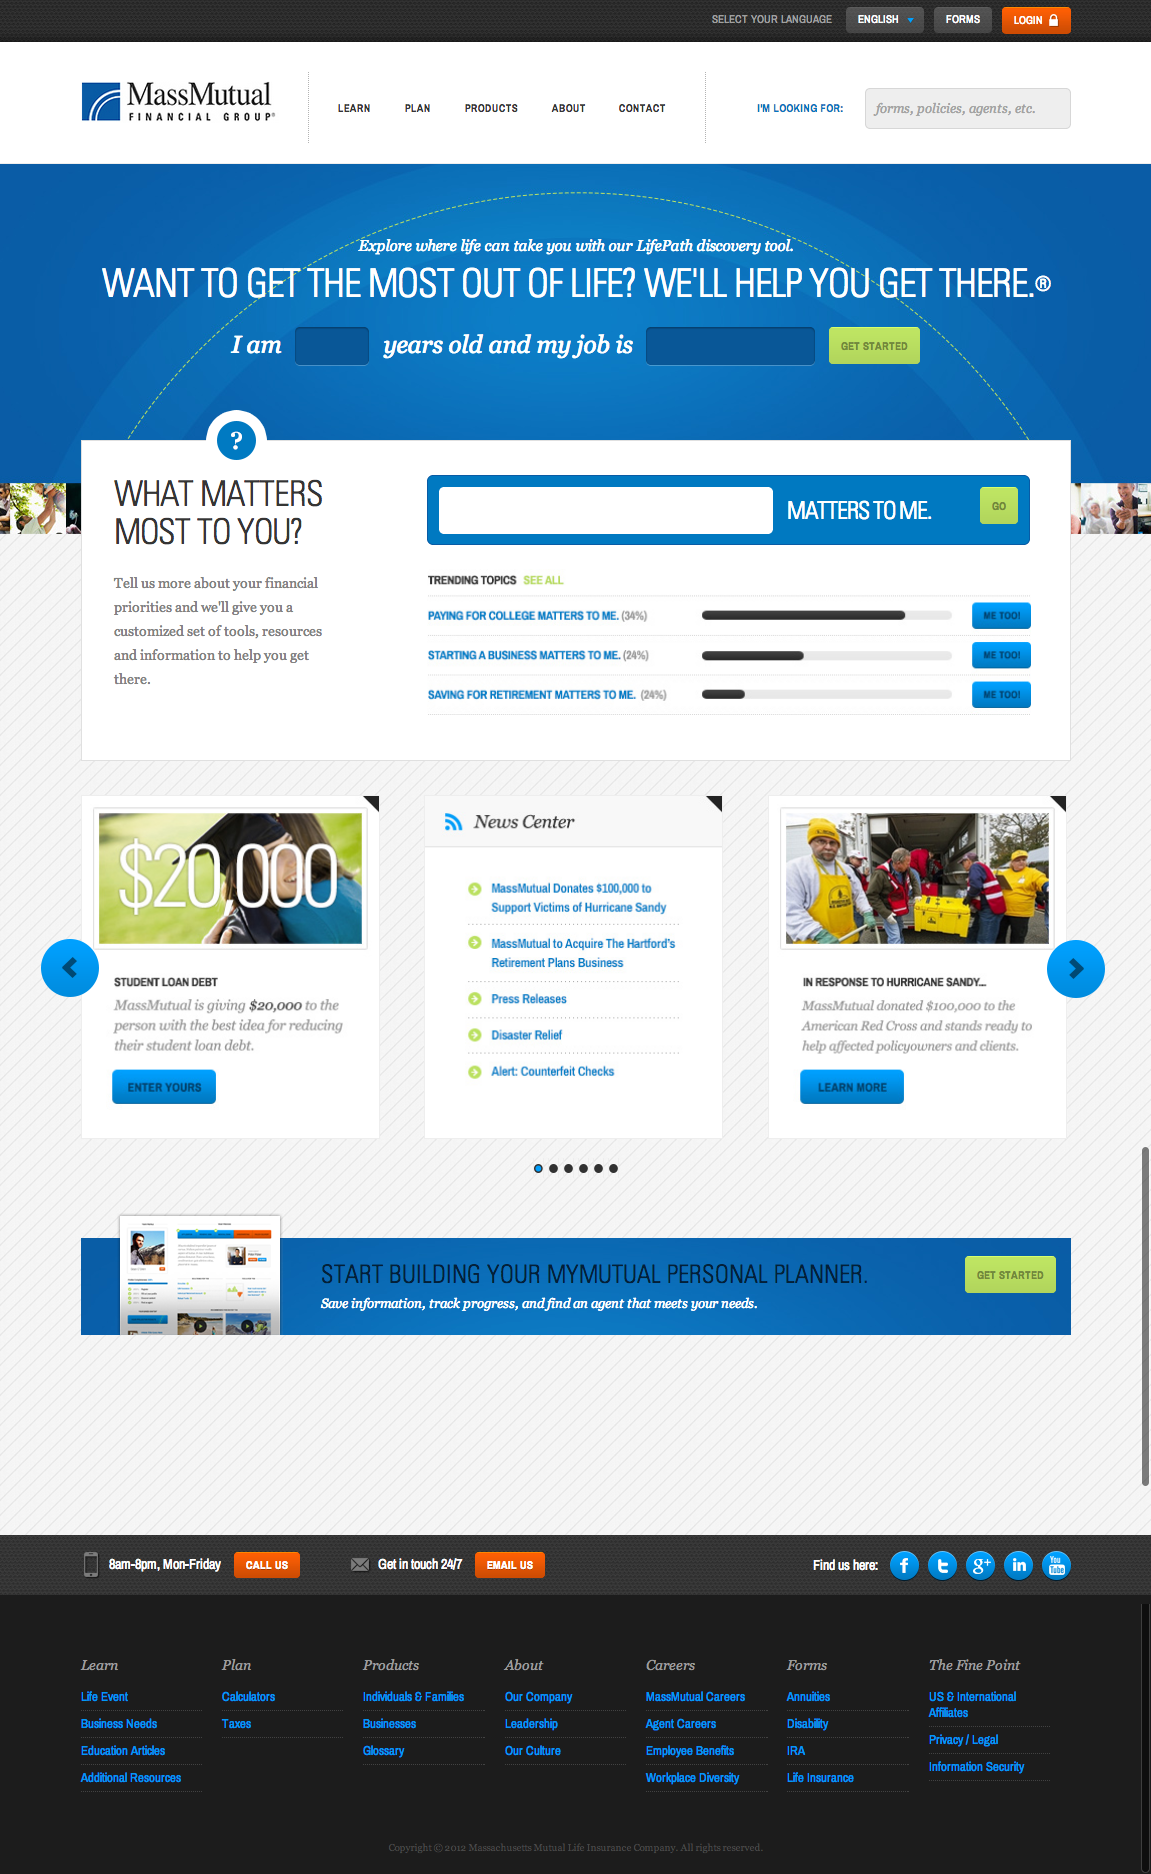 SELECT YOUR LANGUAGE ENGLISH FORMS LOGIN
MassMutual
FINANCIAL GROUP®
LEARN PLAN PRODUCTS ABOUT CONTACT
I'M LOOKING FOR: forms, policies, agents, etc.
Explore where life can take you with our LifePath discovery tool.
WANT TO GET THE MOST OUT OF LIFE? WE'LL HELP YOU GET THERE.®
I am years old and my job is GET STARTED
?
WHAT MATTERS
MOST TO YOU?
Tell us more about your financial
priorities and we'll give you a
customized set of tools, resources
and information to help you get
there.
MATTERS TO ME. GO
TRENDING TOPICS SEE ALL
PAYING FOR COLLEGE MATTERS TO ME. (34%) ME TOO!
STARTING A BUSINESS MATTERS TO ME. (24%) ME TOO!
SAVING FOR RETIREMENT MATTERS TO ME. (24%) ME TOO!
$20,000
STUDENT LOAN DEBT
MassMutual is giving $20,000 to the
person with the best idea for reducing
their student loan debt.
ENTER YOURS
News Center
MassMutual Donates $100,000 to
Support Victims of Hurricane Sandy
MassMutual to Acquire The Hartford's
Retirement Plans Business
Press Releases
Disaster Relief
Alert: Counterfeit Checks
IN RESPONSE TO HURRICANE SANDY...
MassMutual donated $100,000 to the
American Red Cross and stands ready to
help affected policyowners and clients.
LEARN MORE
START BUILDING YOUR MYMUTUAL PERSONAL PLANNER.
Save information, track progress, and find an agent that meets your needs.
GET STARTED
8am-8pm, Mon-Friday CALL US
Get in touch 24/7 EMAIL US
Find us here: f t g+ in You Tube
Learn
Life Event
Business Needs
Education Articles
Additional Resources
Plan
Calculators
Taxes
Products
Individuals & Families
Businesses
Glossary
About
Our Company
Leadership
Our Culture
Careers
MassMutual Careers
Agent Careers
Employee Benefits
Workplace Diversity
Forms
Annuities
Disability
IRA
Life Insurance
The Fine Point
US & International
Affiliates
Privacy / Legal
Information Security
Copyright © 2012 Massachusetts Mutual Life Insurance Company. All rights reserved.